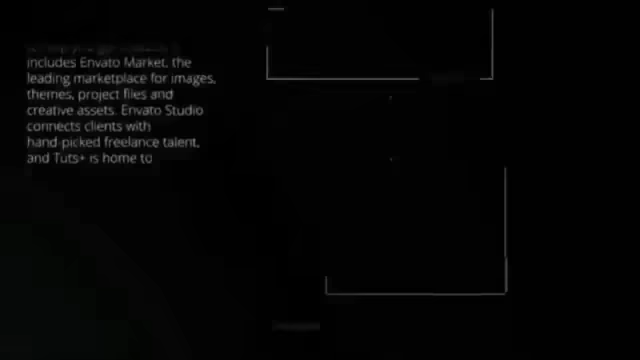 includes Envato Market, the
leading marketplace for images,
themes, project files and
creative assets. Envato Studio
connects clients with
hand-picked freelance talent,
and Tuts+ is home to